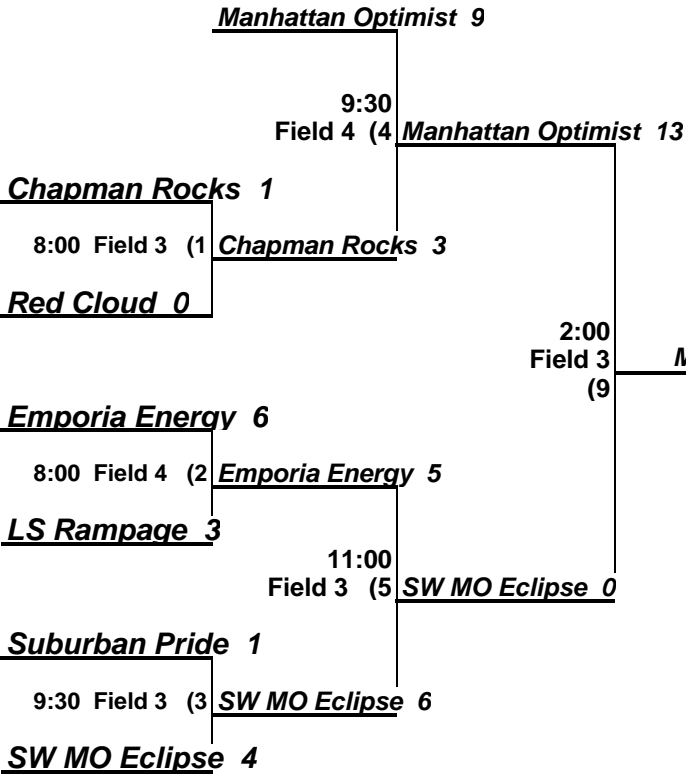 Manhattan Optimist 9
9:30
Field 4 (4 Manhattan Optimist 13
Chapman Rocks 1
8:00 Field 3 (1 Chapman Rocks 3
Red Cloud 0
2:00
Field 3 M
(9
Emporia Energy 6
8:00 Field 4 (2 Emporia Energy 5
LS Rampage 3
11:00
Field 3 (5 SW MO Eclipse 0
Suburban Pride 1
9:30 Field 3 (3 SW MO Eclipse 6
SW MO Eclipse 4